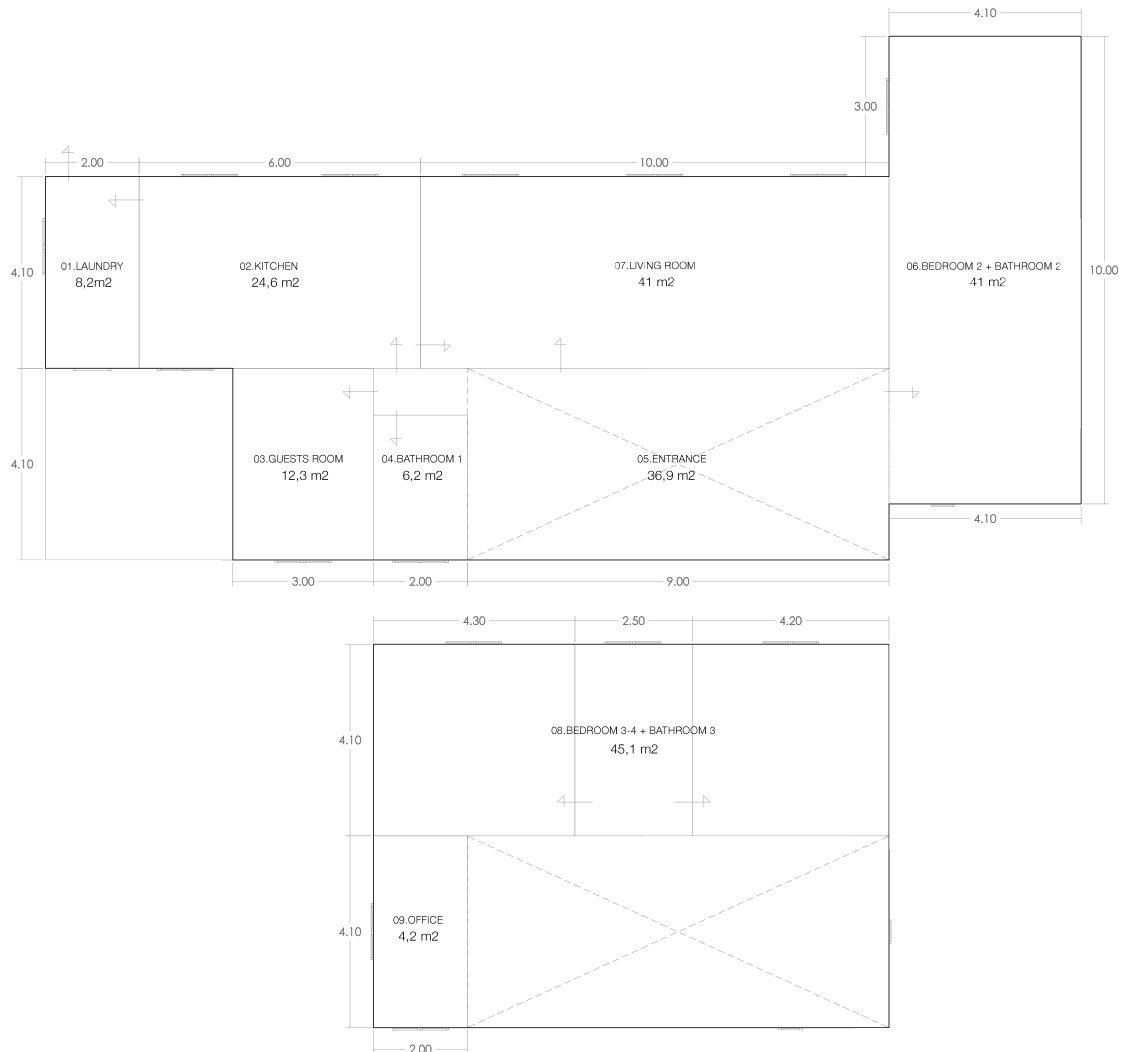 4.10
3.00
2.00
6.00
10.00
4.10
01.LAUNDRY
8,2m2
02.KITCHEN
24,6 m2
07.LIVING ROOM
41 m2
06.BEDROOM 2 + BATHROOM 2
41 m2
10.00
4.10
03.GUESTS ROOM
12,3 m2
04.BATHROOM 1
6,2 m2
05.ENTRANCE
36,9 m2
4.10
3.00
2.00
9.00
4.30
2.50
4.20
4.10
08.BEDROOM 3-4 + BATHROOM 3
45,1 m2
4.10
09.OFFICE
4,2 m2
2.00